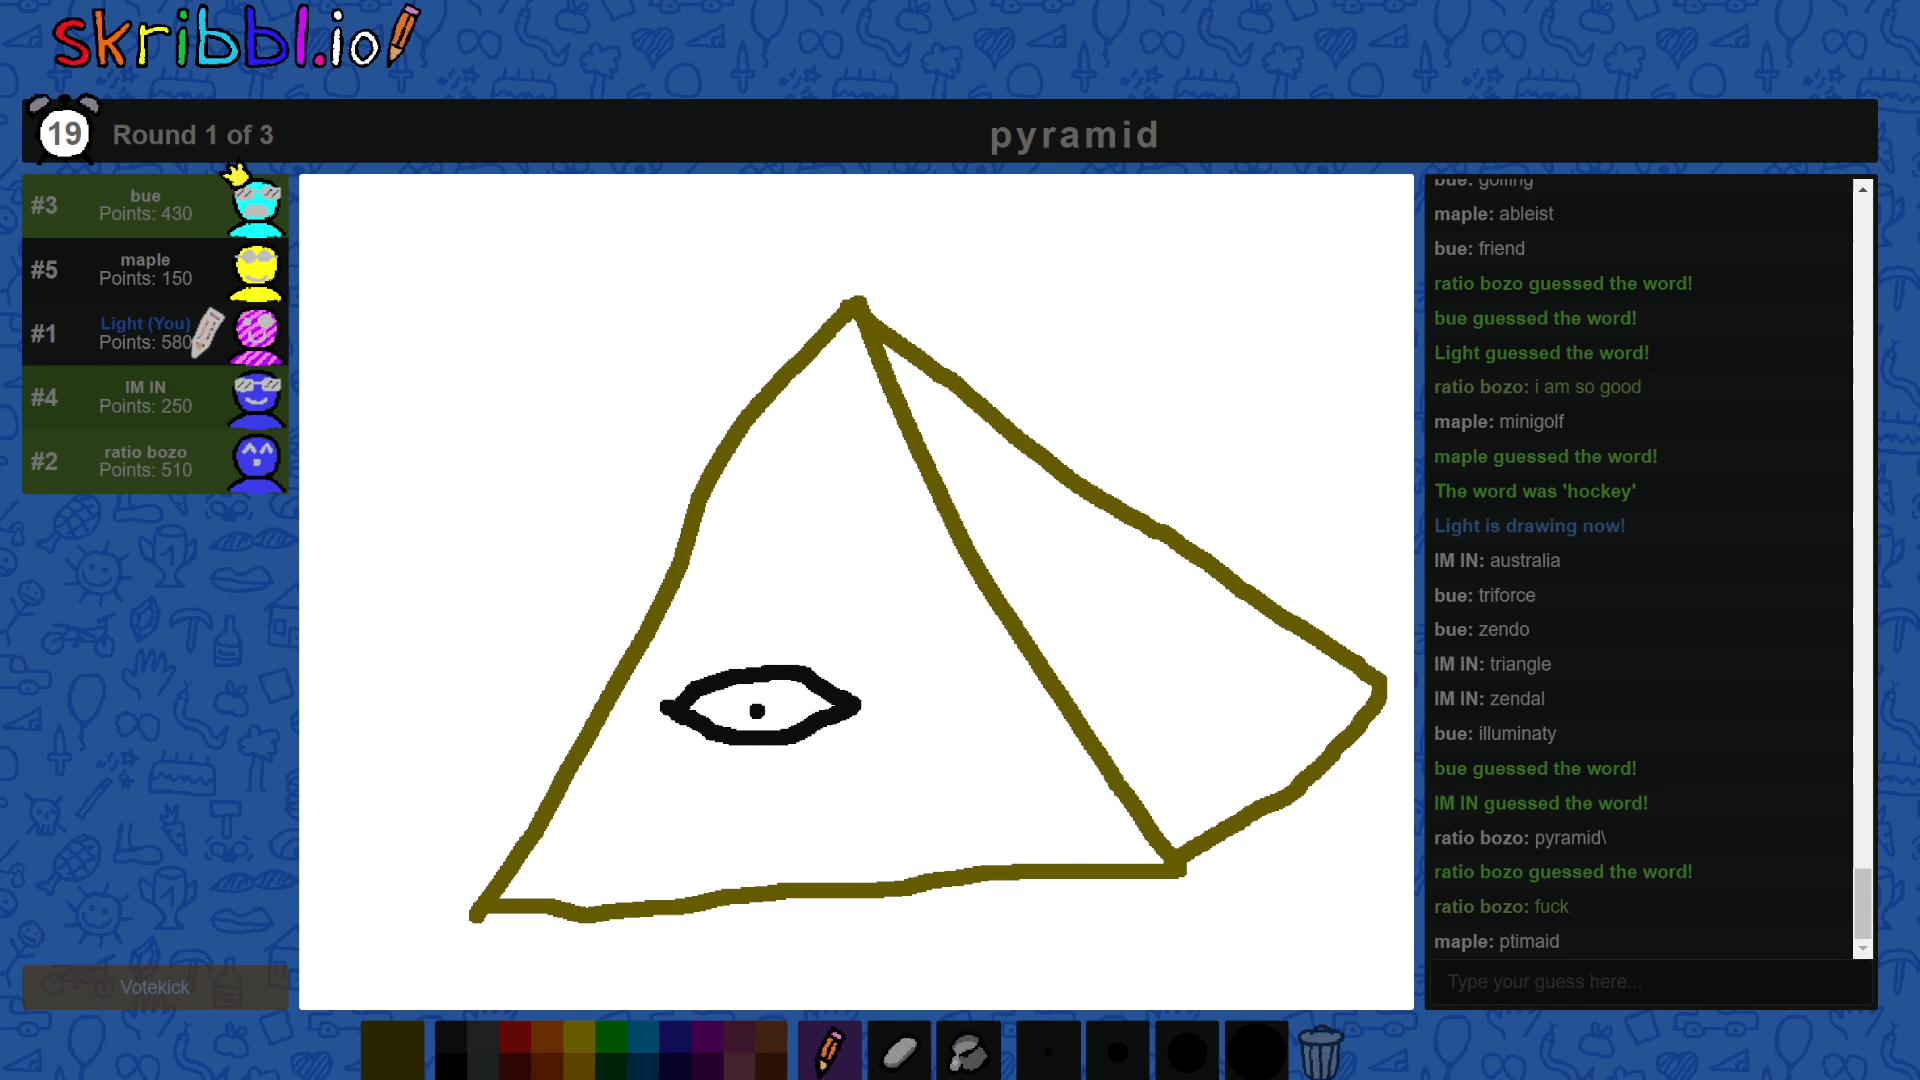 skribbl.io
19
Round 1 of 3
pyramid
#3
bue
Points: 430
#5
maple
Points: 150
#1
Light (You)
Points: 580
#4
IM IN
Points: 250
#2
ratio bozo
Points: 510
Votekick
bue: golfing
maple: ableist
bue: friend
ratio bozo guessed the word!
bue guessed the word!
Light guessed the word!
ratio bozo: i am so good
maple: minigolf
maple guessed the word!
The word was 'hockey'
Light is drawing now!
IM IN: australia
bue: triforce
bue: zendo
IM IN: triangle
IM IN: zendal
bue: illuminaty
bue guessed the word!
IM IN guessed the word!
ratio bozo: pyramid\
ratio bozo guessed the word!
ratio bozo: fuck
maple: ptimaid
Type your guess here...